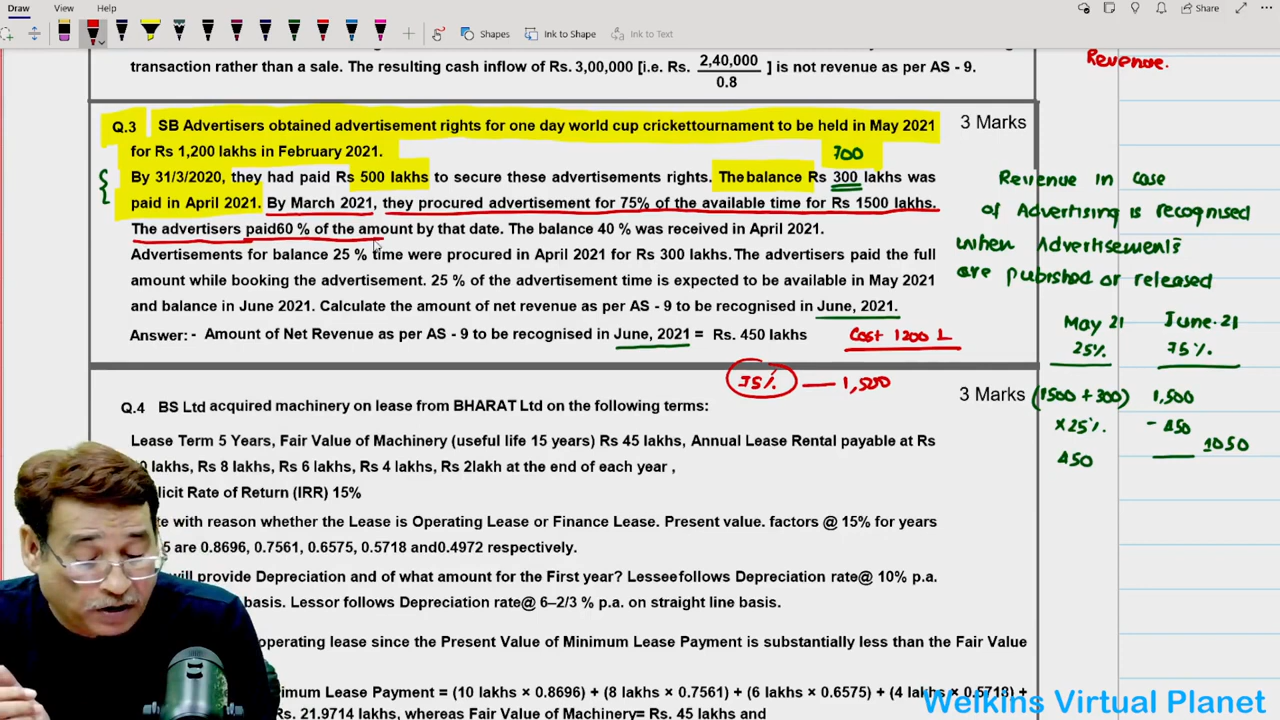 Draw View Help
Share
Shapes Ink to Shape Ink to Text
transaction rather than a sale. The resulting cash inflow of Rs. 3,00,000 [i.e. Rs. 2,40,000 / 0.8 ] is not revenue as per AS - 9.
Revenue.
Q.3 SB Advertisers obtained advertisement rights for one day world cup crickettournament to be held in May 2021
3 Marks
for Rs 1,200 lakhs in February 2021.
700
By 31/3/2020, they had paid Rs 500 lakhs to secure these advertisements rights. The balance Rs 300 lakhs was
paid in April 2021. By March 2021, they procured advertisement for 75% of the available time for Rs 1500 lakhs.
The advertisers paid60 % of the amount by that date. The balance 40 % was received in April 2021.
Advertisements for balance 25 % time were procured in April 2021 for Rs 300 lakhs. The advertisers paid the full
amount while booking the advertisement. 25 % of the advertisement time is expected to be available in May 2021
and balance in June 2021. Calculate the amount of net revenue as per AS - 9 to be recognised in June, 2021.
Answer: - Amount of Net Revenue as per AS - 9 to be recognised in June, 2021 = Rs. 450 lakhs
Cost 1200 L
75% — 1,500
Revenue in case
of Advertising is recognised
when Advertisements
are published or released
May 21 June. 21
25% 75%
(1500 + 300) 1,500
×25%. - 450
450 1050
Q.4 BS Ltd acquired machinery on lease from BHARAT Ltd on the following terms:
3 Marks
Lease Term 5 Years, Fair Value of Machinery (useful life 15 years) Rs 45 lakhs, Annual Lease Rental payable at Rs
0 lakhs, Rs 8 lakhs, Rs 6 lakhs, Rs 4 lakhs, Rs 2lakh at the end of each year ,
licit Rate of Return (IRR) 15%
te with reason whether the Lease is Operating Lease or Finance Lease. Present value. factors @ 15% for years
5 are 0.8696, 0.7561, 0.6575, 0.5718 and0.4972 respectively.
will provide Depreciation and of what amount for the First year? Lesseefollows Depreciation rate@ 10% p.a.
basis. Lessor follows Depreciation rate@ 6–2/3 % p.a. on straight line basis.
operating lease since the Present Value of Minimum Lease Payment is substantially less than the Fair Value
nimum Lease Payment = (10 lakhs × 0.8696) + (8 lakhs × 0.7561) + (6 lakhs × 0.6575) + (4 lakhs × 0.5718) +
Rs. 21.9714 lakhs, whereas Fair Value of Machinery= Rs. 45 lakhs and
Welkins Virtual Planet